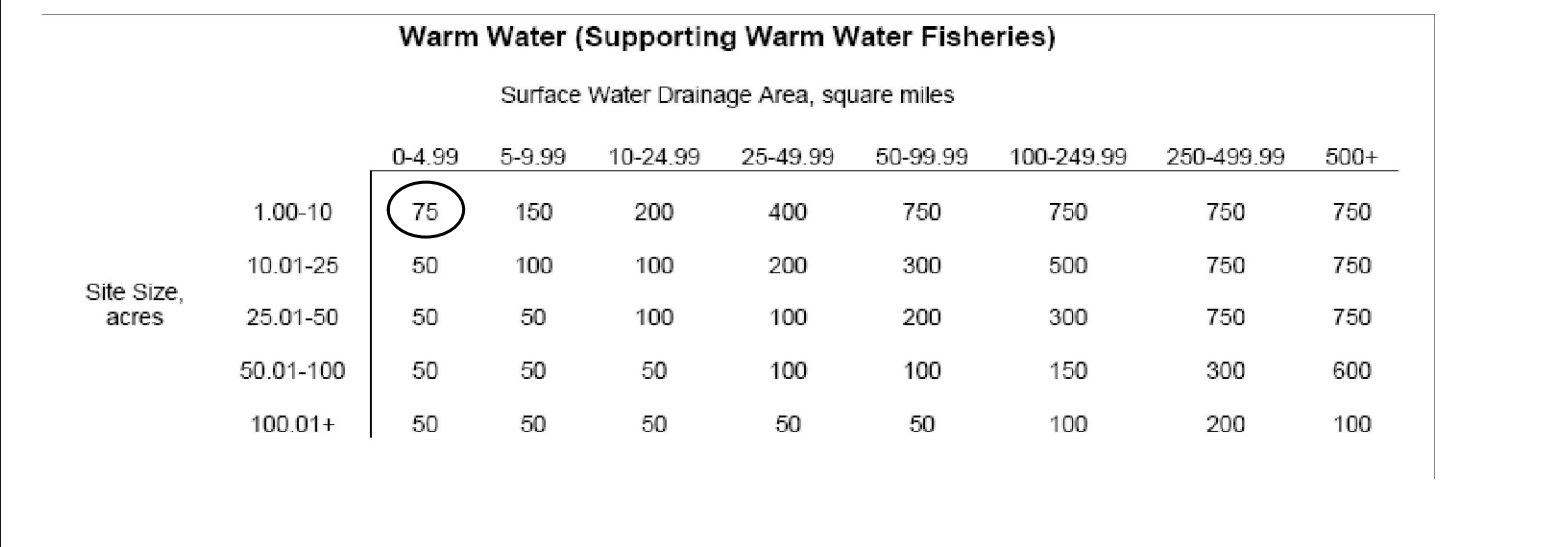 Warm Water (Supporting Warm Water Fisheries)
Surface Water Drainage Area, square miles
0-4.99 5-9.99 10-24.99 25-49.99 50-99.99 100-249.99 250-499.99 500+
1.00-10 75 150 200 400 750 750 750 750
10.01-25 50 100 100 200 300 500 750 750
Site Size,
acres
25.01-50 50 50 100 100 200 300 750 750
50.01-100 50 50 50 100 100 150 300 600
100.01+ 50 50 50 50 50 100 200 100